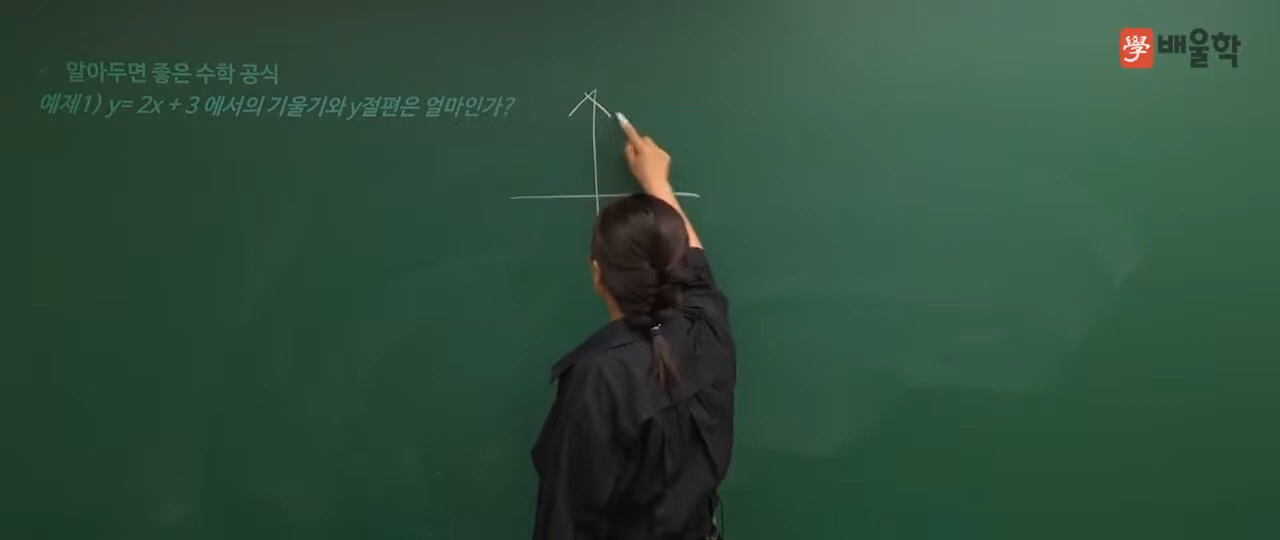 알아두면 좋은 수학 공식
예제1) y= 2x + 3 에서의 기울기와 y절편은 얼마인가?
學 배울학